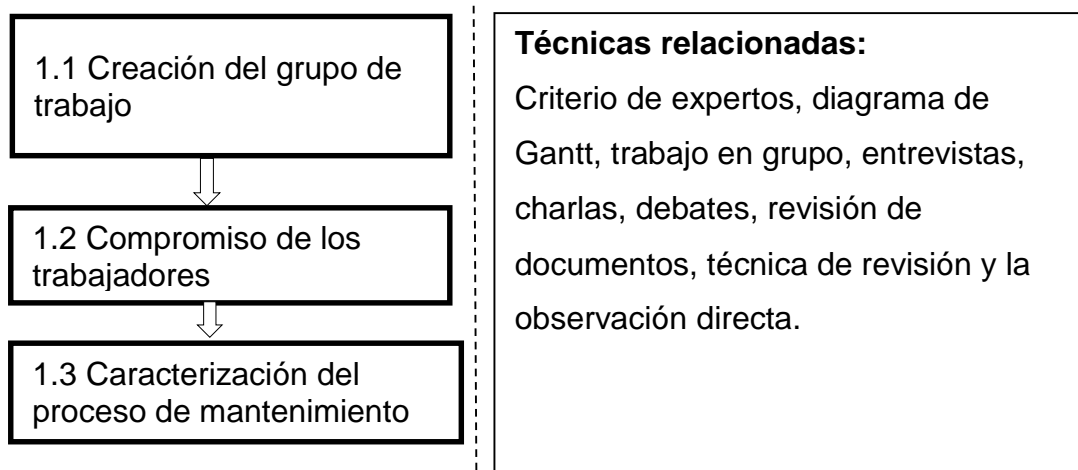 1.1 Creación del grupo de
trabajo
1.2 Compromiso de los
trabajadores
1.3 Caracterización del
proceso de mantenimiento
Técnicas relacionadas:
Criterio de expertos, diagrama de
Gantt, trabajo en grupo, entrevistas,
charlas, debates, revisión de
documentos, técnica de revisión y la
observación directa.